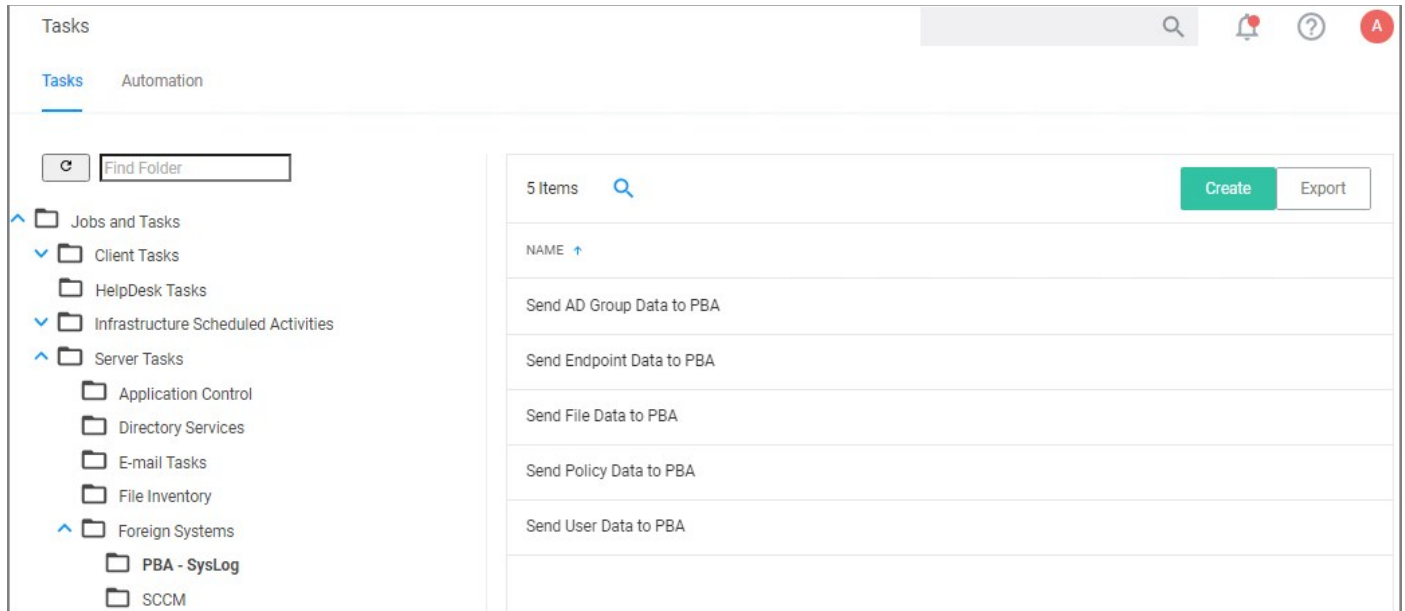 Tasks
A
Tasks Automation
Find Folder
Jobs and Tasks
Client Tasks
HelpDesk Tasks
Infrastructure Scheduled Activities
Server Tasks
Application Control
Directory Services
E-mail Tasks
File Inventory
Foreign Systems
PBA - SysLog
SCCM
5 Items
Create Export
NAME
Send AD Group Data to PBA
Send Endpoint Data to PBA
Send File Data to PBA
Send Policy Data to PBA
Send User Data to PBA